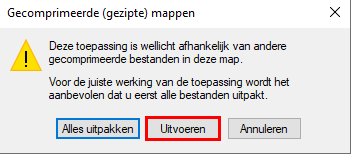 Gecomprimeerde (gezipte) mappen
Deze toepassing is wellicht afhankelijk van andere
gecomprimeerde bestanden in deze map.
Voor de juiste werking van de toepassing wordt het
aanbevolen dat u eerst alle bestanden uitpakt.
Alles uitpakken Uitvoeren Annuleren